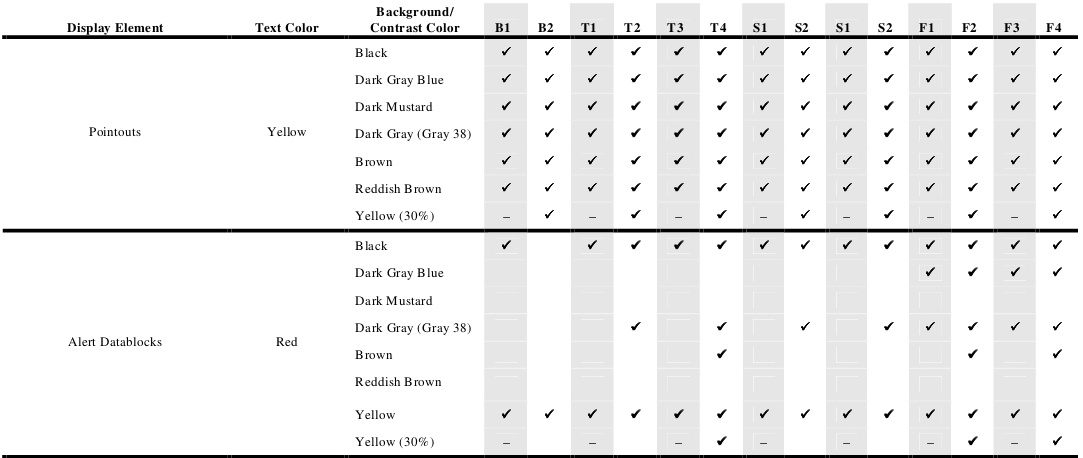 Background/
Display Element Text Color Contrast Color B1 B2 T1 T2 T3 T4 S1 S2 S1 S2 F1 F2 F3 F4
Black ✔ ✔ ✔ ✔ ✔ ✔ ✔ ✔ ✔ ✔ ✔ ✔ ✔ ✔
Dark Gray Blue ✔ ✔ ✔ ✔ ✔ ✔ ✔ ✔ ✔ ✔ ✔ ✔ ✔ ✔
Dark Mustard ✔ ✔ ✔ ✔ ✔ ✔ ✔ ✔ ✔ ✔ ✔ ✔ ✔ ✔
Pointouts Yellow Dark Gray (Gray 38) ✔ ✔ ✔ ✔ ✔ ✔ ✔ ✔ ✔ ✔ ✔ ✔ ✔ ✔
Brown ✔ ✔ ✔ ✔ ✔ ✔ ✔ ✔ ✔ ✔ ✔ ✔ ✔ ✔
Reddish Brown ✔ ✔ ✔ ✔ ✔ ✔ ✔ ✔ ✔ ✔ ✔ ✔ ✔ ✔
Yellow (30%) – ✔ – ✔ – ✔ – ✔ – ✔ – ✔ – ✔
Black ✔ ✔ ✔ ✔ ✔ ✔ ✔ ✔ ✔ ✔ ✔ ✔ ✔
Dark Gray Blue ✔ ✔ ✔ ✔
Dark Mustard
Dark Gray (Gray 38) ✔ ✔ ✔ ✔ ✔ ✔ ✔ ✔
Alert Datablocks Red
Brown ✔ ✔ ✔
Reddish Brown
Yellow ✔ ✔ ✔ ✔ ✔ ✔ ✔ ✔ ✔ ✔ ✔ ✔ ✔ ✔
Yellow (30%) – – – ✔ – – – ✔ – ✔